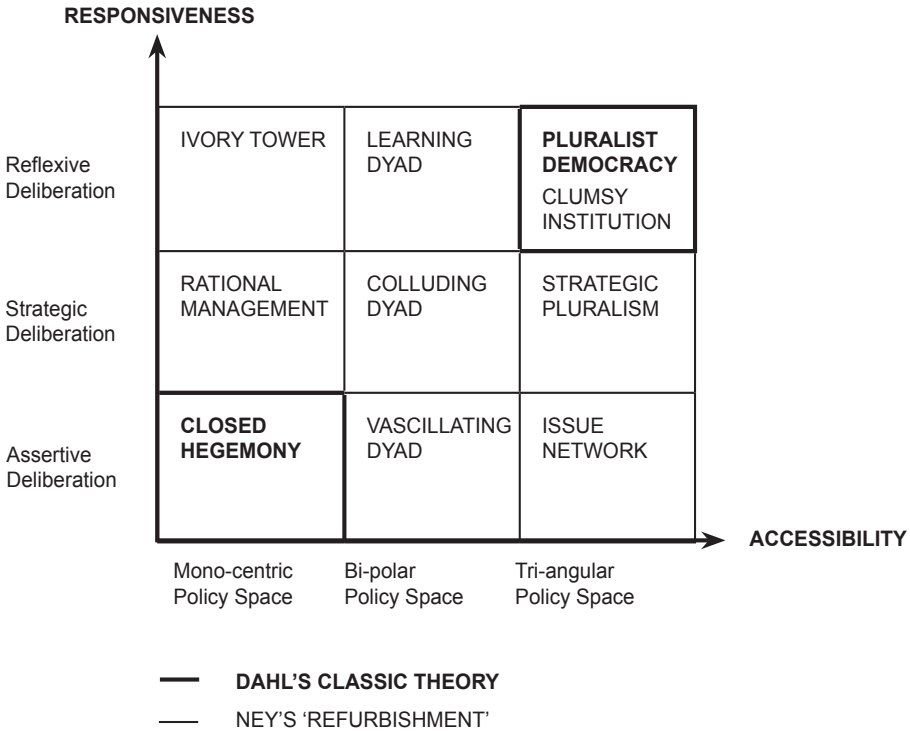 RESPONSIVENESS
Reflexive
Deliberation
IVORY TOWER
LEARNING
DYAD
PLURALIST
DEMOCRACY
CLUMSY
INSTITUTION
Strategic
Deliberation
RATIONAL
MANAGEMENT
COLLUDING
DYAD
STRATEGIC
PLURALISM
Assertive
Deliberation
CLOSED
HEGEMONY
VASCILLATING
DYAD
ISSUE
NETWORK
ACCESSIBILITY
Mono-centric
Policy Space
Bi-polar
Policy Space
Tri-angular
Policy Space
DAHL'S CLASSIC THEORY
NEY'S ‘REFURBISHMENT’